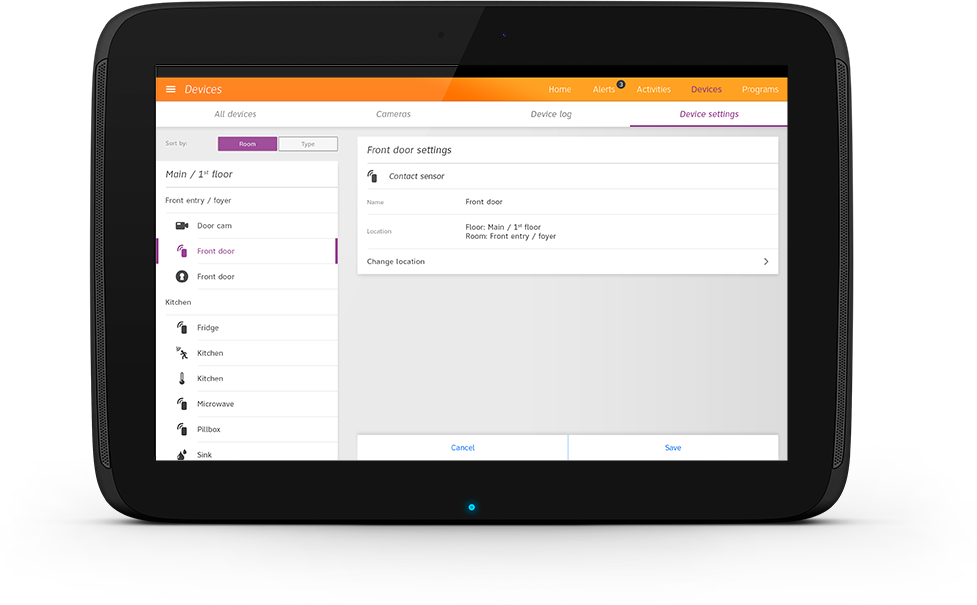 Devices
Home
Alerts
3
Activities
Devices
Programs
All devices
Cameras
Device log
Device settings
Sort by:
Room
Type
Main / 1st floor
Front entry / foyer
Door cam
Front door
Front door
Kitchen
Fridge
Kitchen
Kitchen
Microwave
Pillbox
Sink
Front door settings
Contact sensor
Name
Front door
Location
Floor: Main / 1st floor
Room: Front entry / foyer
Change location
Cancel
Save